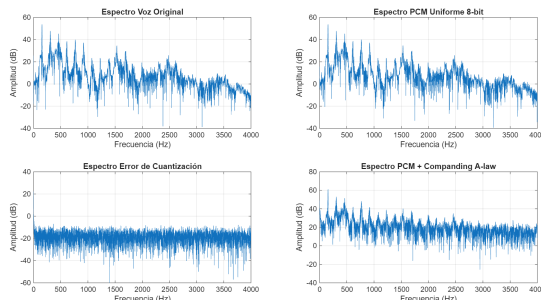 Espectro Voz Original
Amplitud (dB)
60
40
20
0
-20
-40
0 500 1000 1500 2000 2500 3000 3500 4000
Frecuencia (Hz)
Espectro PCM Uniforme 8-bit
Amplitud (dB)
60
40
20
0
-20
-40
0 500 1000 1500 2000 2500 3000 3500 400
Frecuencia (Hz)
Espectro Error de Cuantización
Amplitud (dB)
40
20
0
-20
-40
-60
0 500 1000 1500 2000 2500 3000 3500 4000
Frecuencia (Hz)
Espectro PCM + Companding A-law
Amplitud (dB)
80
60
40
20
0
-40
0 500 1000 1500 2000 2500 3000 3500 400
Frecuencia (Hz)